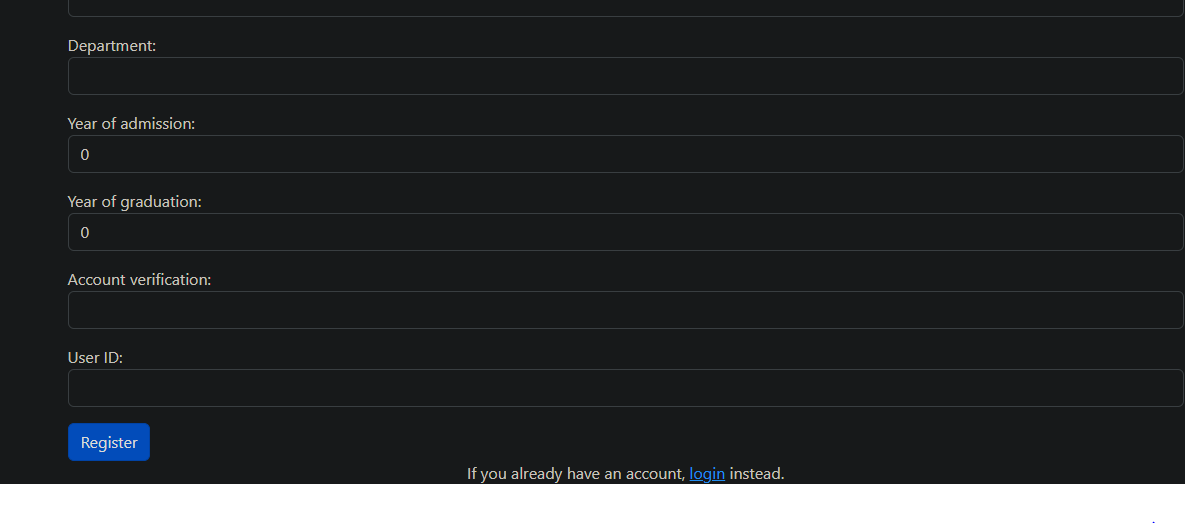 Department:
Year of admission:
0
Year of graduation:
0
Account verification:
User ID:
Register
If you already have an account, login instead.